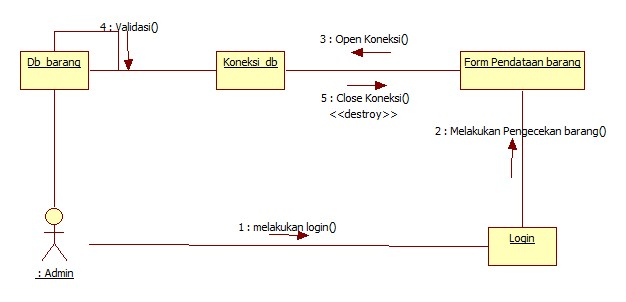 4 : Validasi()
3 : Open Koneksi()
Db_barang
Koneksi_db
Form Pendataan barang
5 : Close Koneksi()
<<destroy>>
2 : Melakukan Pengecekan barang()
1 : melakukan login()
Login
: Admin